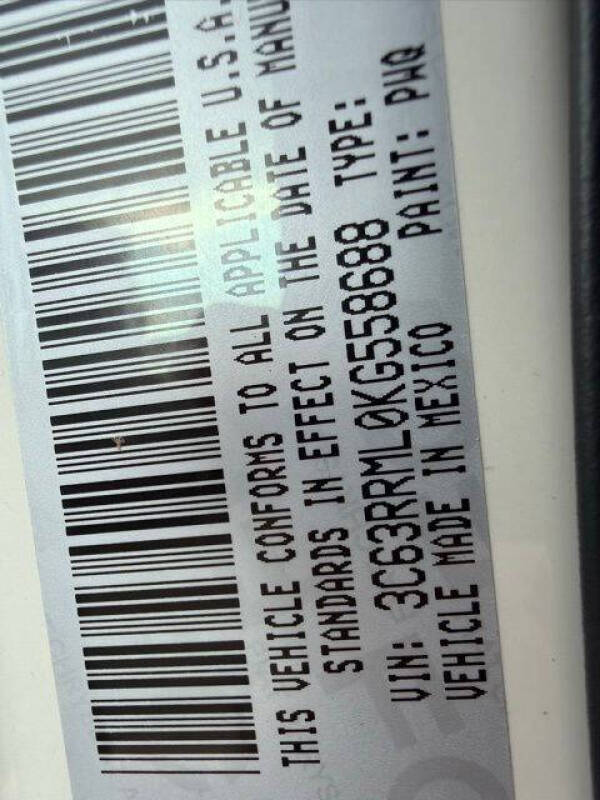 THIS VEHICLE CONFORMS TO ALL APPLICABLE U.S.A.
STANDARDS IN EFFECT ON THE DATE OF MANU
VIN: 3C63RRML0KG558688 TYPE:
VEHICLE MADE IN MEXICO PAINT: PHQ